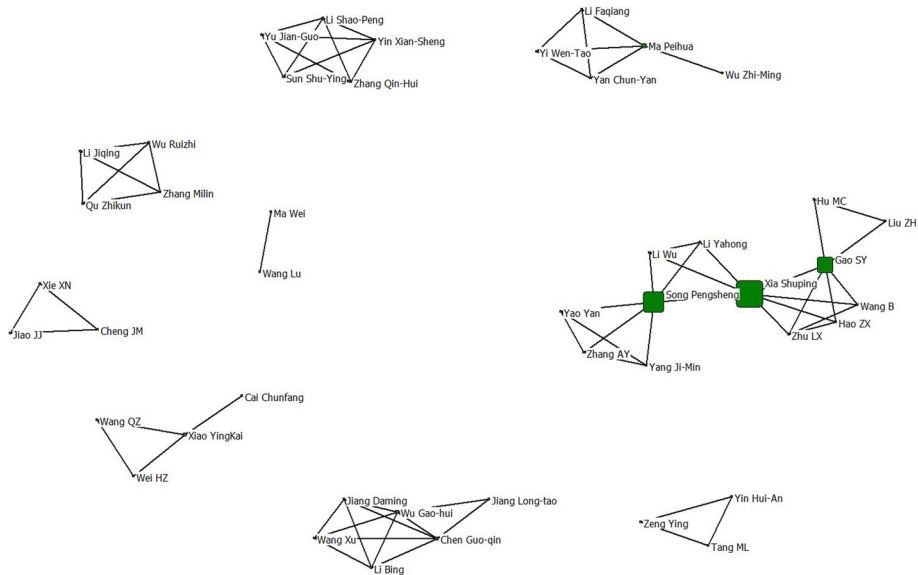 Li Shao-Peng
Yu Jian-Guo
Yin Xian-Sheng
Sun Shu-Ying
Zhang Qin-Hui
Li Faqiang
Ma Peihua
Yi Wen-Tao
Yan Chun-Yan
Wu Zhi-Ming
Wu Ruizhi
Li Jiqing
Zhang Milin
Qu Zhikun
Ma Wei
Wang Lu
Hu MC
Liu ZH
Li Yahong
Li Wu
Gao SY
Xia Shuping
Song Pengsheng
Wang B
Yao Yan
Hao ZX
Zhu LX
Zhang AY
Yang Ji-Min
Xie XN
Jiao JJ
Cheng JM
Cai Chunfang
Wang QZ
Xiao YingKai
Wei HZ
Jiang Daming
Jiang Long-tao
Wu Gao-hui
Wang Xu
Chen Guo-qin
Li Bing
Yin Hui-An
Zeng Ying
Tang ML